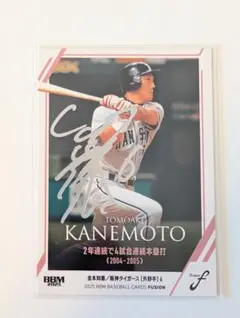 TOMOAKI
KANEMOTO
2年連続で4試合連続本塁打
(2004-2005)
BBM
2025
金本知憲/阪神タイガース[外野手]
2025 BBM BASEBALL CARDS FUSION
f